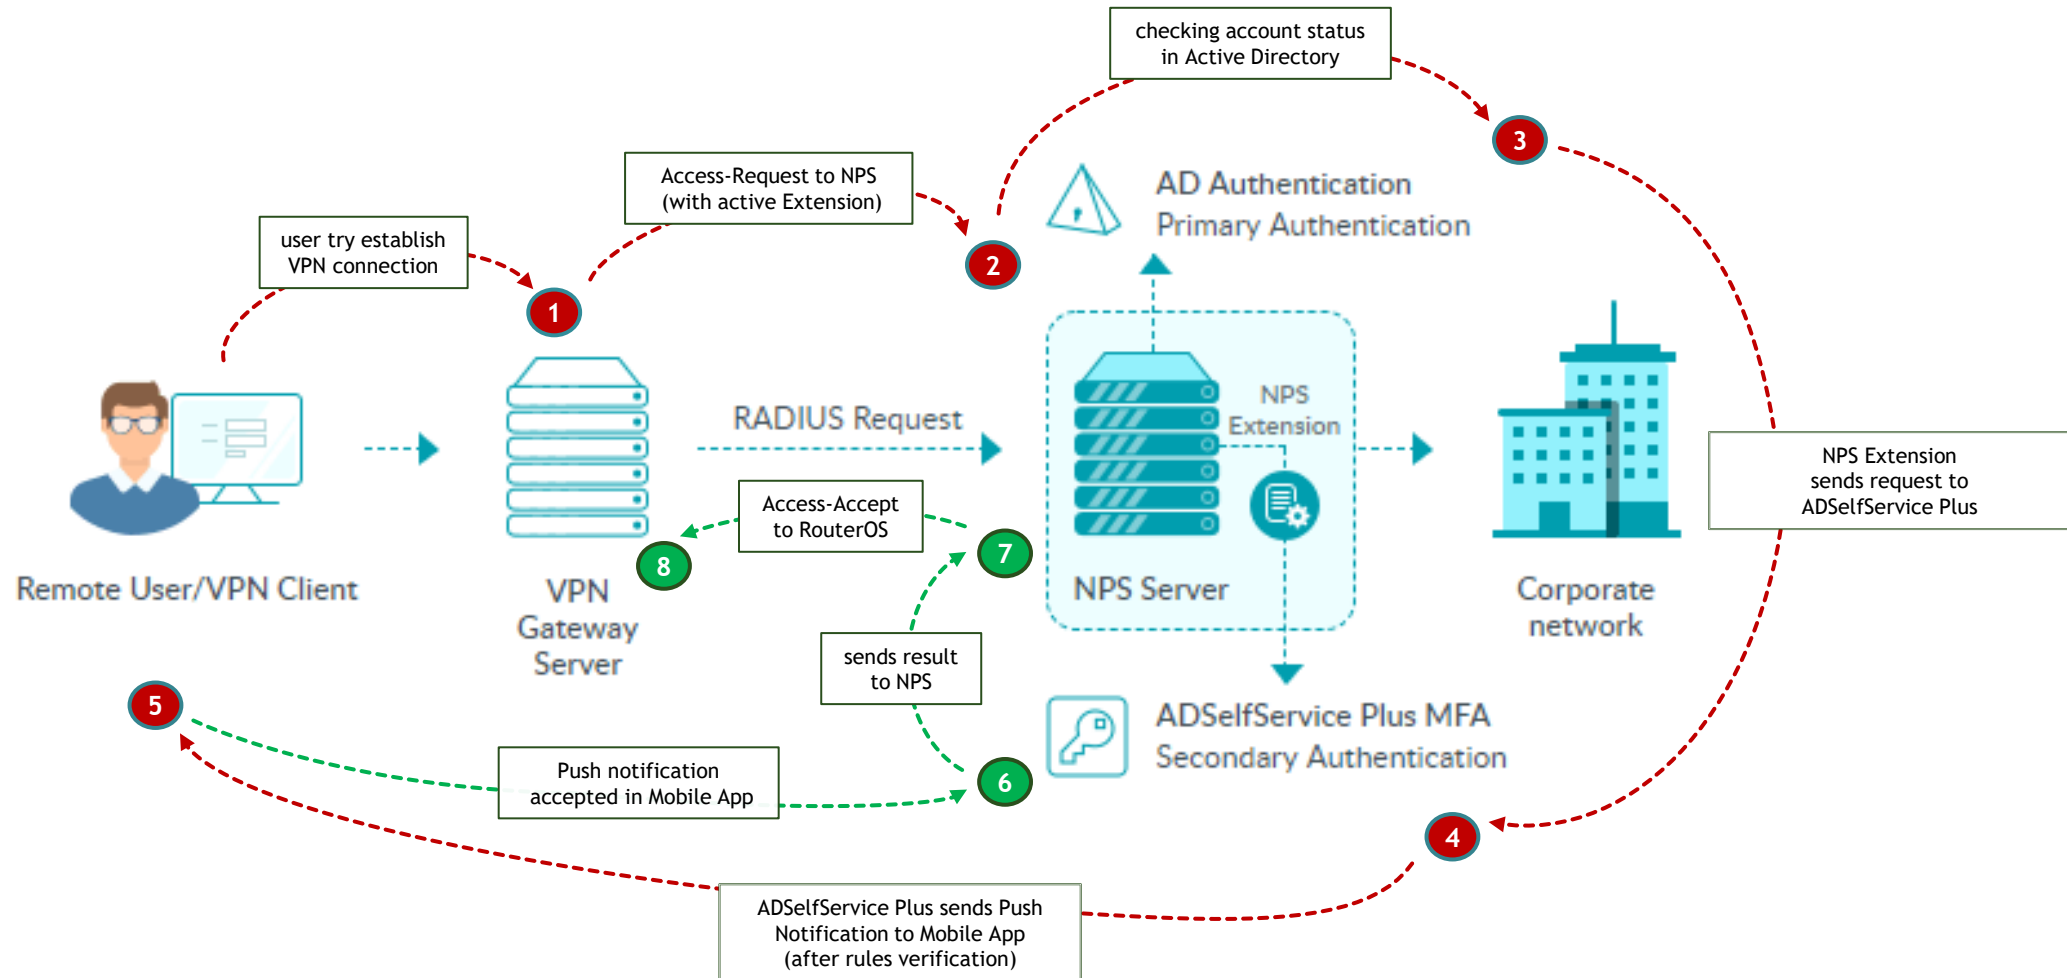 checking account status
in Active Directory
3
Access-Request to NPS
(with active Extension)
AD Authentication
Primary Authentication
user try establish
VPN connection
2
1
NPS
Extension
RADIUS Request
NPS Extension
sends request to
ADSelfService Plus
Access-Accept
to RouterOS
7
8
Remote User/VPN Client
VPN
Gateway
Server
NPS Server
Corporate
network
sends result
to NPS
5
ADSelfService Plus MFA
Secondary Authentication
Push notification
accepted in Mobile App
6
4
ADSelfService Plus sends Push
Notification to Mobile App
(after rules verification)